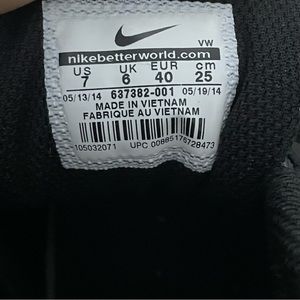 VW
nikebetterworld.com
US UK EUR cm
7 6 40 25
05/13/14 637382-001 05/19/14
MADE IN VIETNAM
FABRIQUE AU VIETNAM
105032071 UPC 00885176728473